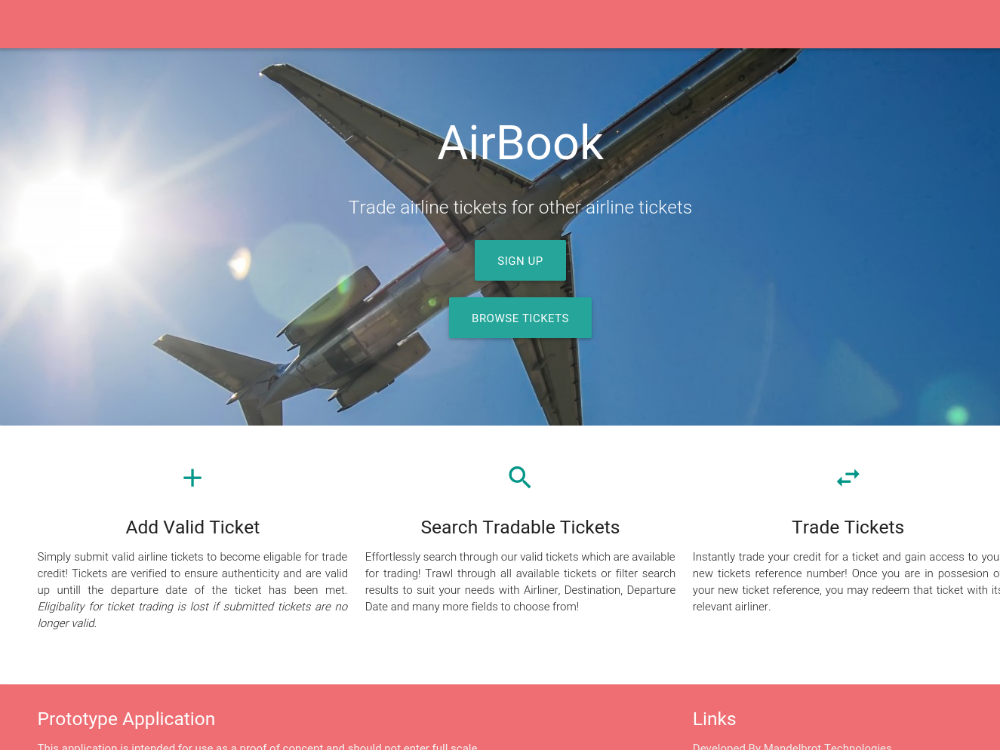 AirBook
Trade airline tickets for other airline tickets
SIGN UP
BROWSE TICKETS
Add Valid Ticket
Simply submit valid airline tickets to become eligable for trade
credit! Tickets are verified to ensure authenticity and are valid
up untill the departure date of the ticket has been met.
Eligibality for ticket trading is lost if submitted tickets are no
longer valid.
Search Tradable Tickets
Effortlessly search through our valid tickets which are available
for trading! Trawl through all available tickets or filter search
results to suit your needs with Airliner, Destination, Departure
Date and many more fields to choose from!
Trade Tickets
Instantly trade your credit for a ticket and gain access to you
new tickets reference number! Once you are in possesion o
your new ticket reference, you may redeem that ticket with its
relevant airliner.
Prototype Application
This application is intended for use as a proof of concept and should not enter full scale
Links
Developed By Mandelbrot Technologies